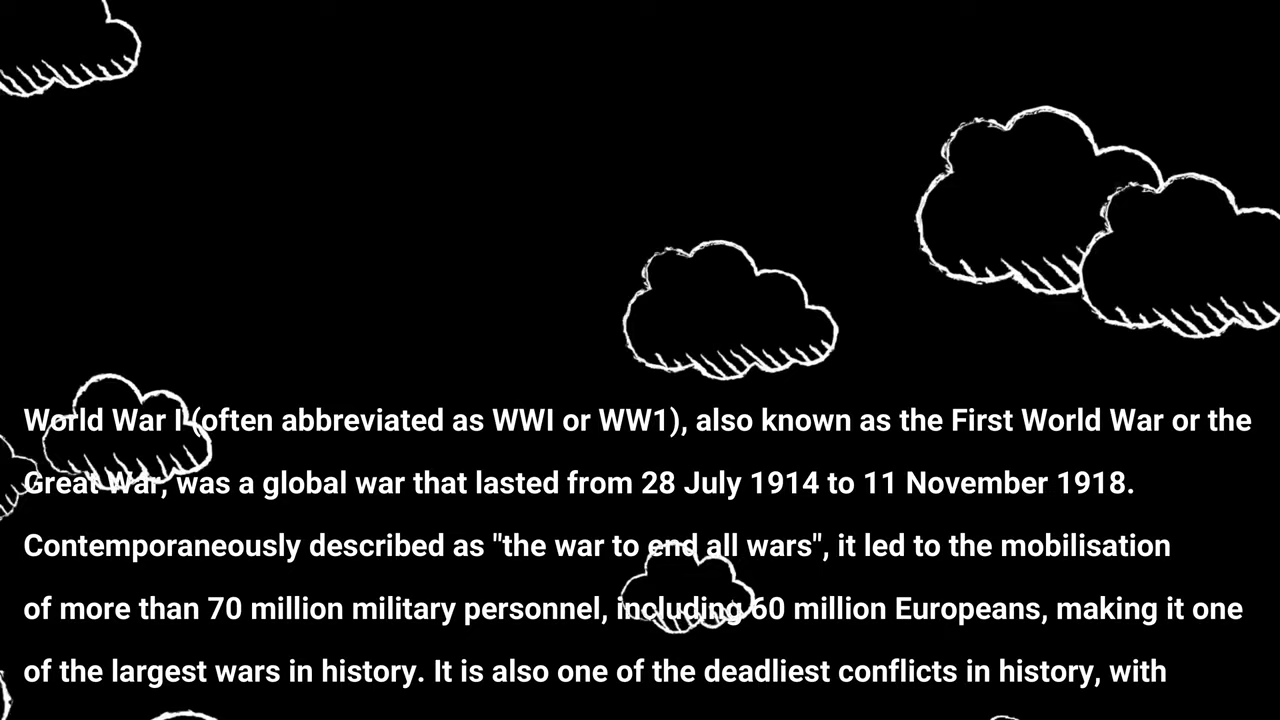 World War I (often abbreviated as WWI or WW1), also known as the First World War or the
Great War, was a global war that lasted from 28 July 1914 to 11 November 1918.
Contemporaneously described as "the war to end all wars", it led to the mobilisation
of more than 70 million military personnel, including 60 million Europeans, making it one
of the largest wars in history. It is also one of the deadliest conflicts in history, with